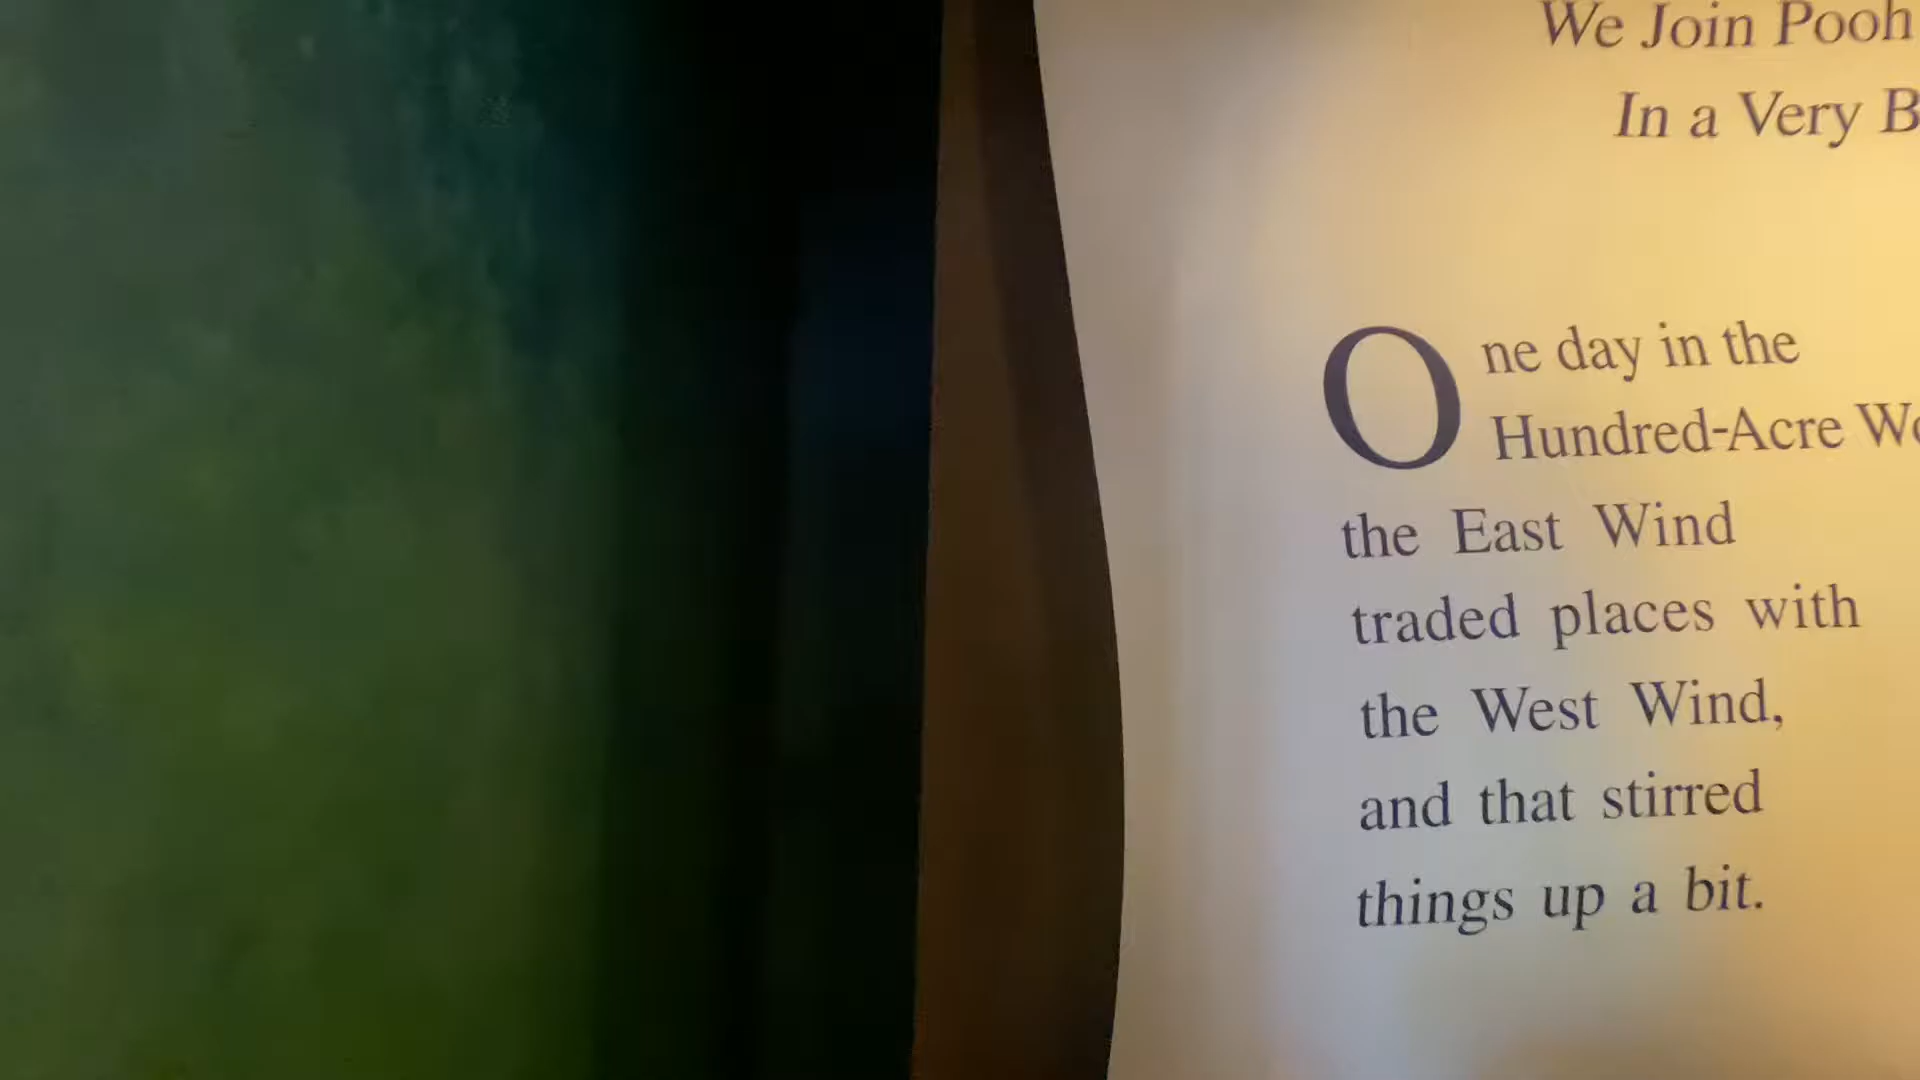 We Join Pooh
In a Very
One day in the
Hundred-Acre
the East Wind
traded places with
the West Wind,
and that stirred
things up a bit.